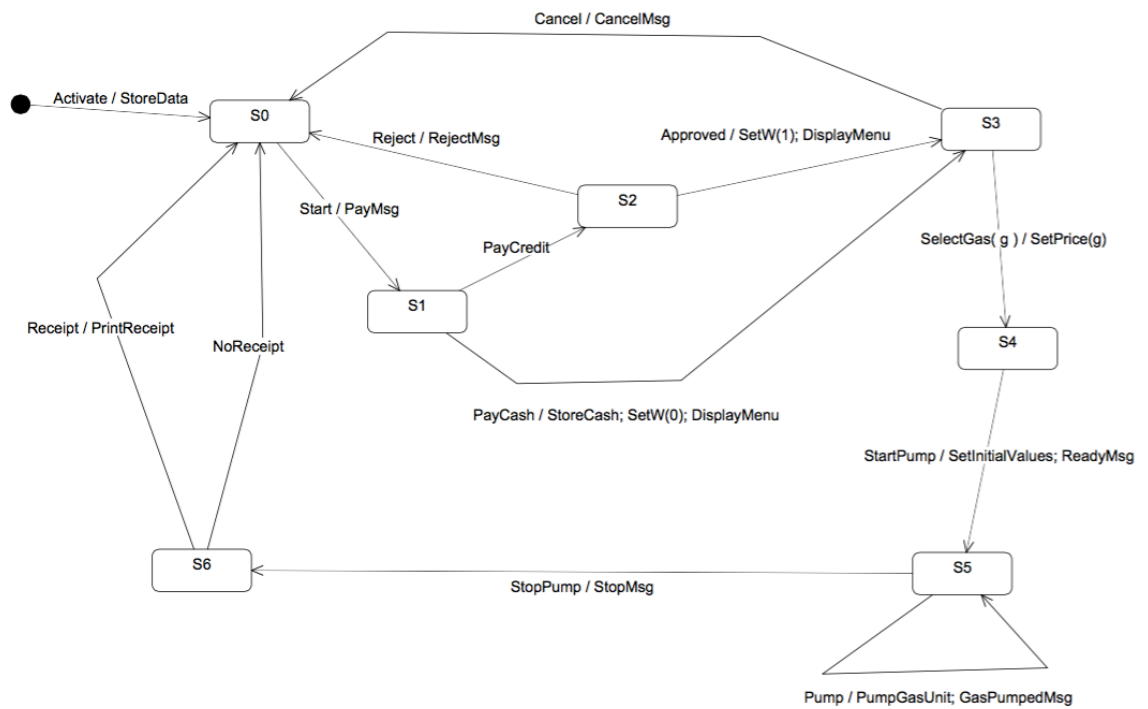 Cancel / CancelMsg
Activate / StoreData
S0
S3
Reject / RejectMsg
Approved / SetW(1); DisplayMenu
S2
Start / PayMsg
SelectGas( g ) / SetPrice(g)
PayCredit
S1
Receipt / PrintReceipt
NoReceipt
S4
PayCash / StoreCash; SetW(0); DisplayMenu
StartPump / SetInitialValues; ReadyMsg
S6
S5
StopPump / StopMsg
Pump / PumpGasUnit; GasPumpedMsg